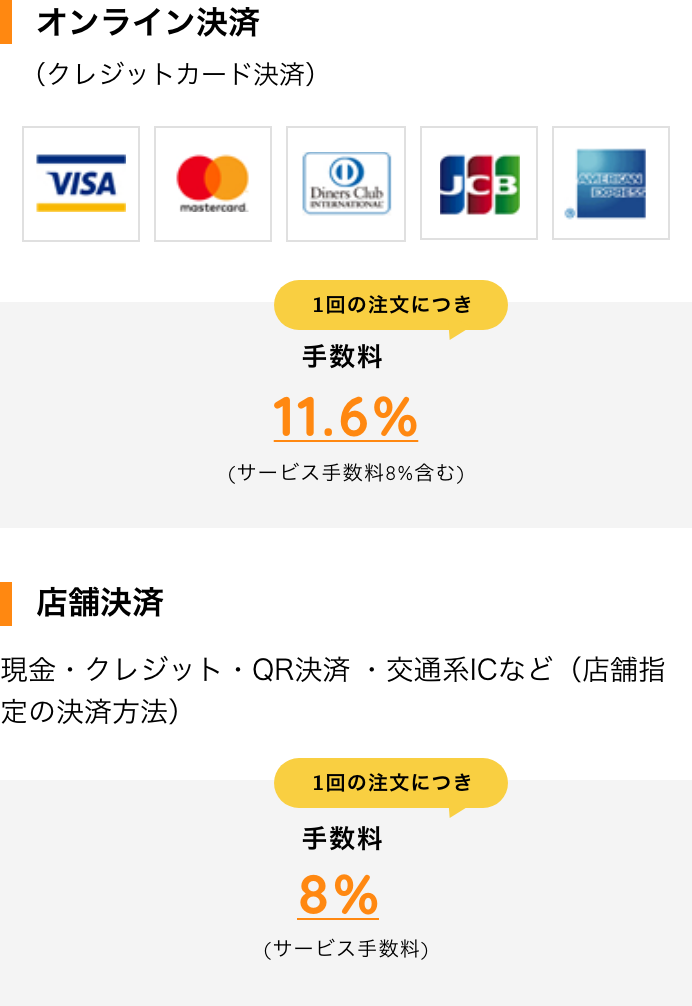 オンライン決済
（クレジットカード決済）
VISA
mastercard.
Diners Club
INTERNATIONAL
JCB
AMERICAN
EXPRESS
1回の注文につき
手数料
11.6%
(サービス手数料8%含む)
店舗決済
現金・クレジット・QR決済 ・交通系ICなど（店舗指
定の決済方法）
1回の注文につき
手数料
8%
(サービス手数料)